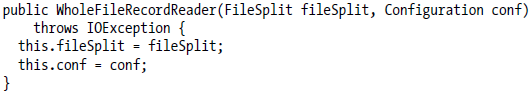 public WholeFileRecordReader(FileSplit fileSplit, Configuration conf)
    throws IOException {
  this.fileSplit = fileSplit;
  this.conf = conf;
}